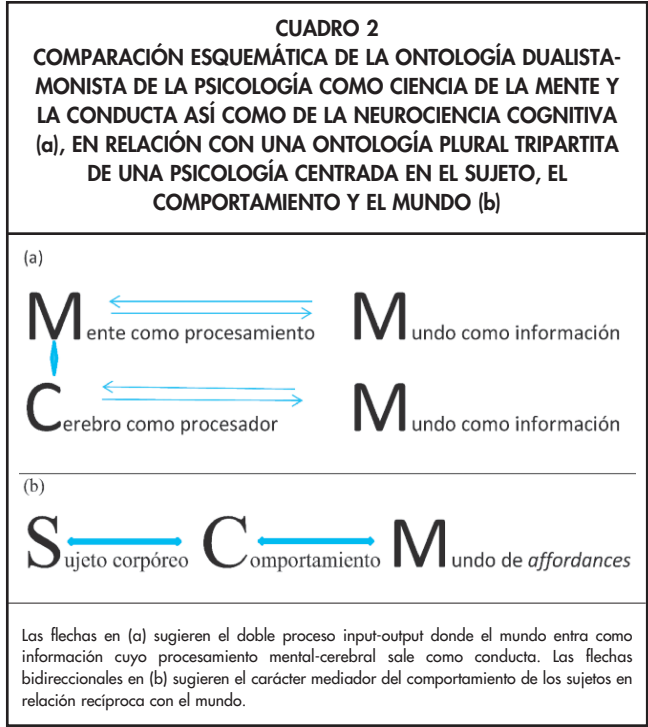 CUADRO 2
COMPARACIÓN ESQUEMÁTICA DE LA ONTOLOGÍA DUALISTA-
MONISTA DE LA PSICOLOGÍA COMO CIENCIA DE LA MENTE Y
LA CONDUCTA ASÍ COMO DE LA NEUROCIENCIA COGNITIVA
(a), EN RELACIÓN CON UNA ONTOLOGÍA PLURAL TRIPARTITA
DE UNA PSICOLOGÍA CENTRADA EN EL SUJETO, EL
COMPORTAMIENTO Y EL MUNDO (b)
(a)
Mente como procesamiento Mundo como información
Cerebro como procesador Mundo como información
(b)
Sujeto corpóreo Comportamiento Mundo de affordances
Las flechas en (a) sugieren el doble proceso input-output donde el mundo entra como
información cuyo procesamiento mental-cerebral sale como conducta. Las flechas
bidireccionales en (b) sugieren el carácter mediador del comportamiento de los sujetos en
relación recíproca con el mundo.